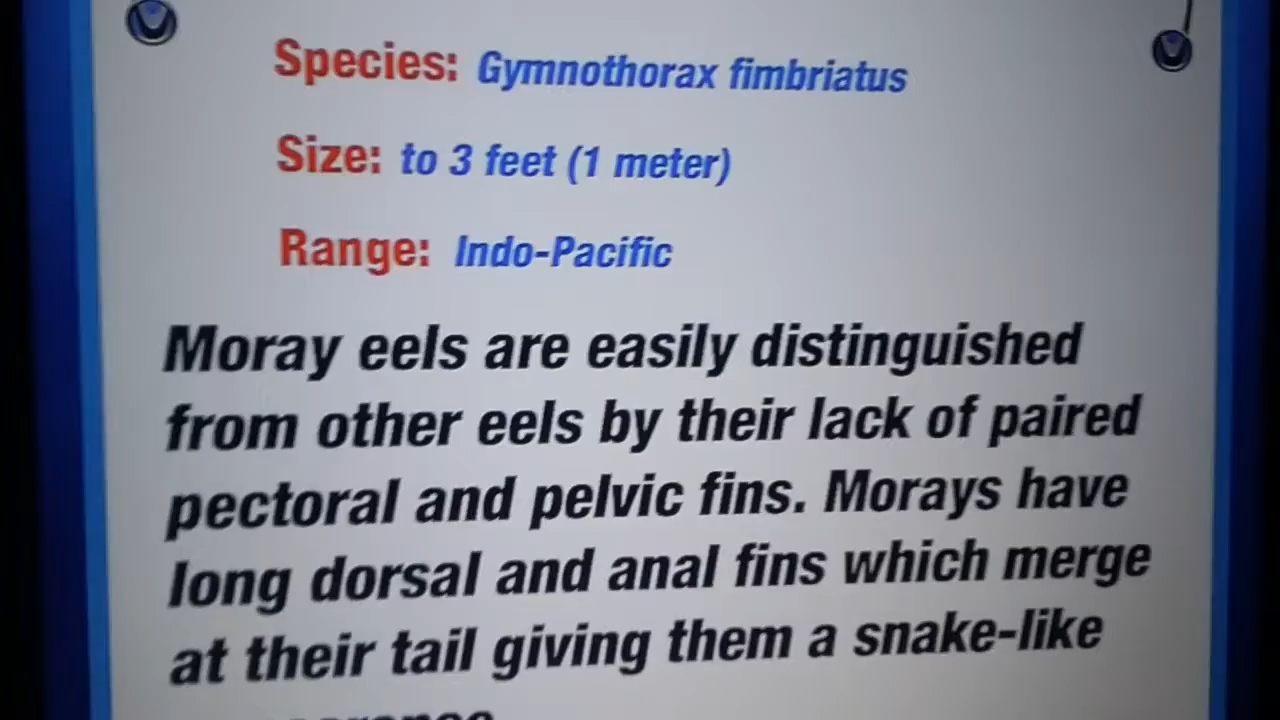 Species: Gymnothorax fimbriatus
Size: to 3 feet (1 meter)
Range: Indo-Pacific
Moray eels are easily distinguished
from other eels by their lack of paired
pectoral and pelvic fins. Morays have
long dorsal and anal fins which merge
at their tail giving them a snake-like